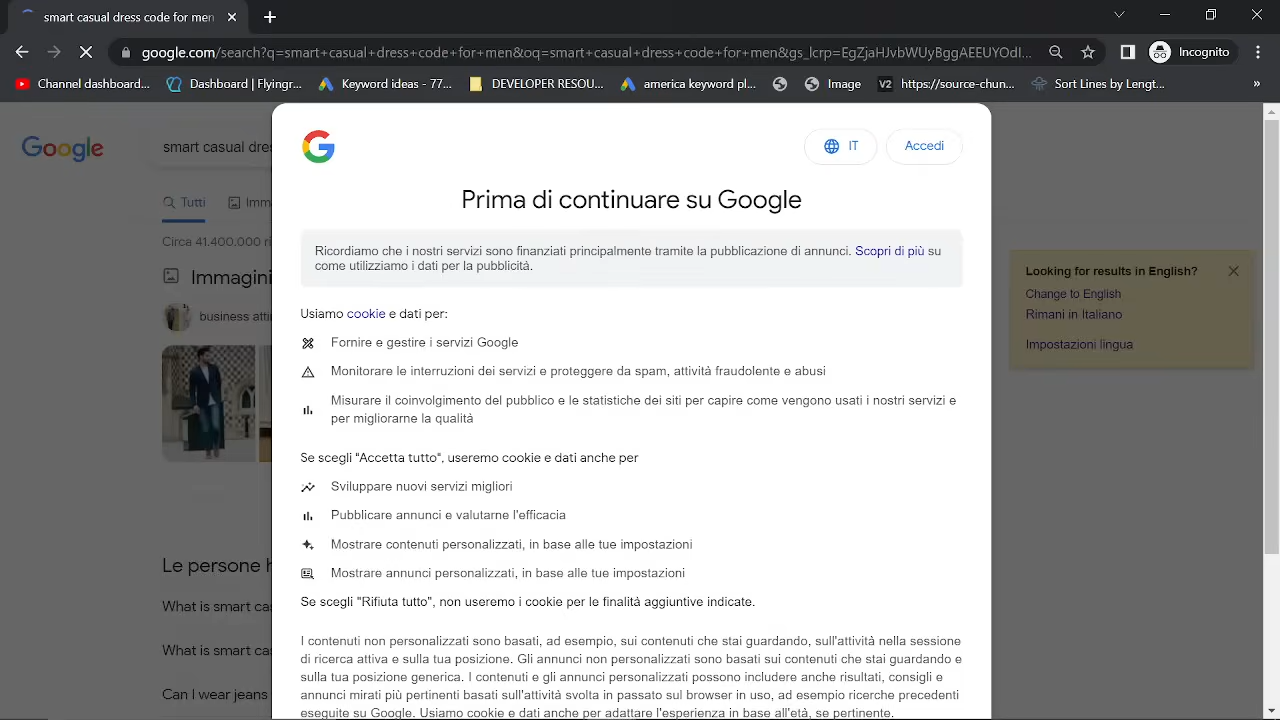 smart casual dress code for men
google.com/search?q=smart+casual+dress+code+for+men&oq=smart+casual+dress+code+for+men&gs_lcrp=EgZjaHJvbWUyBggAEEUYOdI...
Incognito
Channel dashboard...
Dashboard | Flyingr...
Keyword ideas - 77...
DEVELOPER RESOU...
america keyword pl...
Image
V2
https://source-chun...
Sort Lines by Lengt...
»
Google
smart casual dres
IT
Accedi
Prima di continuare su Google
Tutti
Imm
Circa 41.400.000 ri
Ricordiamo che i nostri servizi sono finanziati principalmente tramite la pubblicazione di annunci. Scopri di più su
come utilizziamo i dati per la pubblicità.
Immagini
business atti
Looking for results in English?
Change to English
Rimani in Italiano
Impostazioni lingua
Usiamo cookie e dati per:
Fornire e gestire i servizi Google
Monitorare le interruzioni dei servizi e proteggere da spam, attività fraudolente e abusi
Misurare il coinvolgimento del pubblico e le statistiche dei siti per capire come vengono usati i nostri servizi e
per migliorarne la qualità
Se scegli "Accetta tutto", useremo cookie e dati anche per
Sviluppare nuovi servizi migliori
Pubblicare annunci e valutarne l'efficacia
Mostrare contenuti personalizzati, in base alle tue impostazioni
Mostrare annunci personalizzati, in base alle tue impostazioni
Se scegli "Rifiuta tutto", non useremo i cookie per le finalità aggiuntive indicate.
Le persone h
What is smart cas
What is smart cas
Can I wear jeans
I contenuti non personalizzati sono basati, ad esempio, sui contenuti che stai guardando, sull'attività nella sessione
di ricerca attiva e sulla tua posizione. Gli annunci non personalizzati sono basati sui contenuti che stai guardando e
sulla tua posizione generica. I contenuti e gli annunci personalizzati possono includere anche risultati, consigli e
annunci mirati più pertinenti basati sull'attività svolta in passato sul browser in uso, ad esempio ricerche precedenti
eseguite su Google. Usiamo cookie e dati anche per adattare l'esperienza in base all'età, se pertinente.